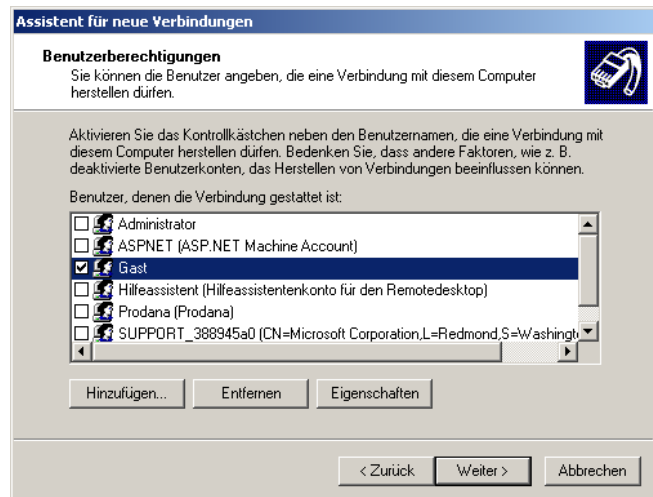 Assistent für neue Verbindungen
Benutzerberechtigungen
Sie können die Benutzer angeben, die eine Verbindung mit diesem Computer
herstellen dürfen.
Aktivieren Sie das Kontrollkästchen neben den Benutzernamen, die eine Verbindung mit
diesem Computer herstellen dürfen. Bedenken Sie, dass andere Faktoren, wie z. B.
deaktivierte Benutzerkonten, das Herstellen von Verbindungen beeinflussen können.
Benutzer, denen die Verbindung gestattet ist:
Administrator
ASPNET (ASP.NET Machine Account)
Gast
Hilfeassistent (Hilfeassistentenkonto für den Remotedesktop)
Prodana (Prodana)
SUPPORT_388945a0 (CN=Microsoft Corporation,L=Redmond,S=Washingt
Hinzufügen... Entfernen Eigenschaften
< Zurück Weiter > Abbrechen